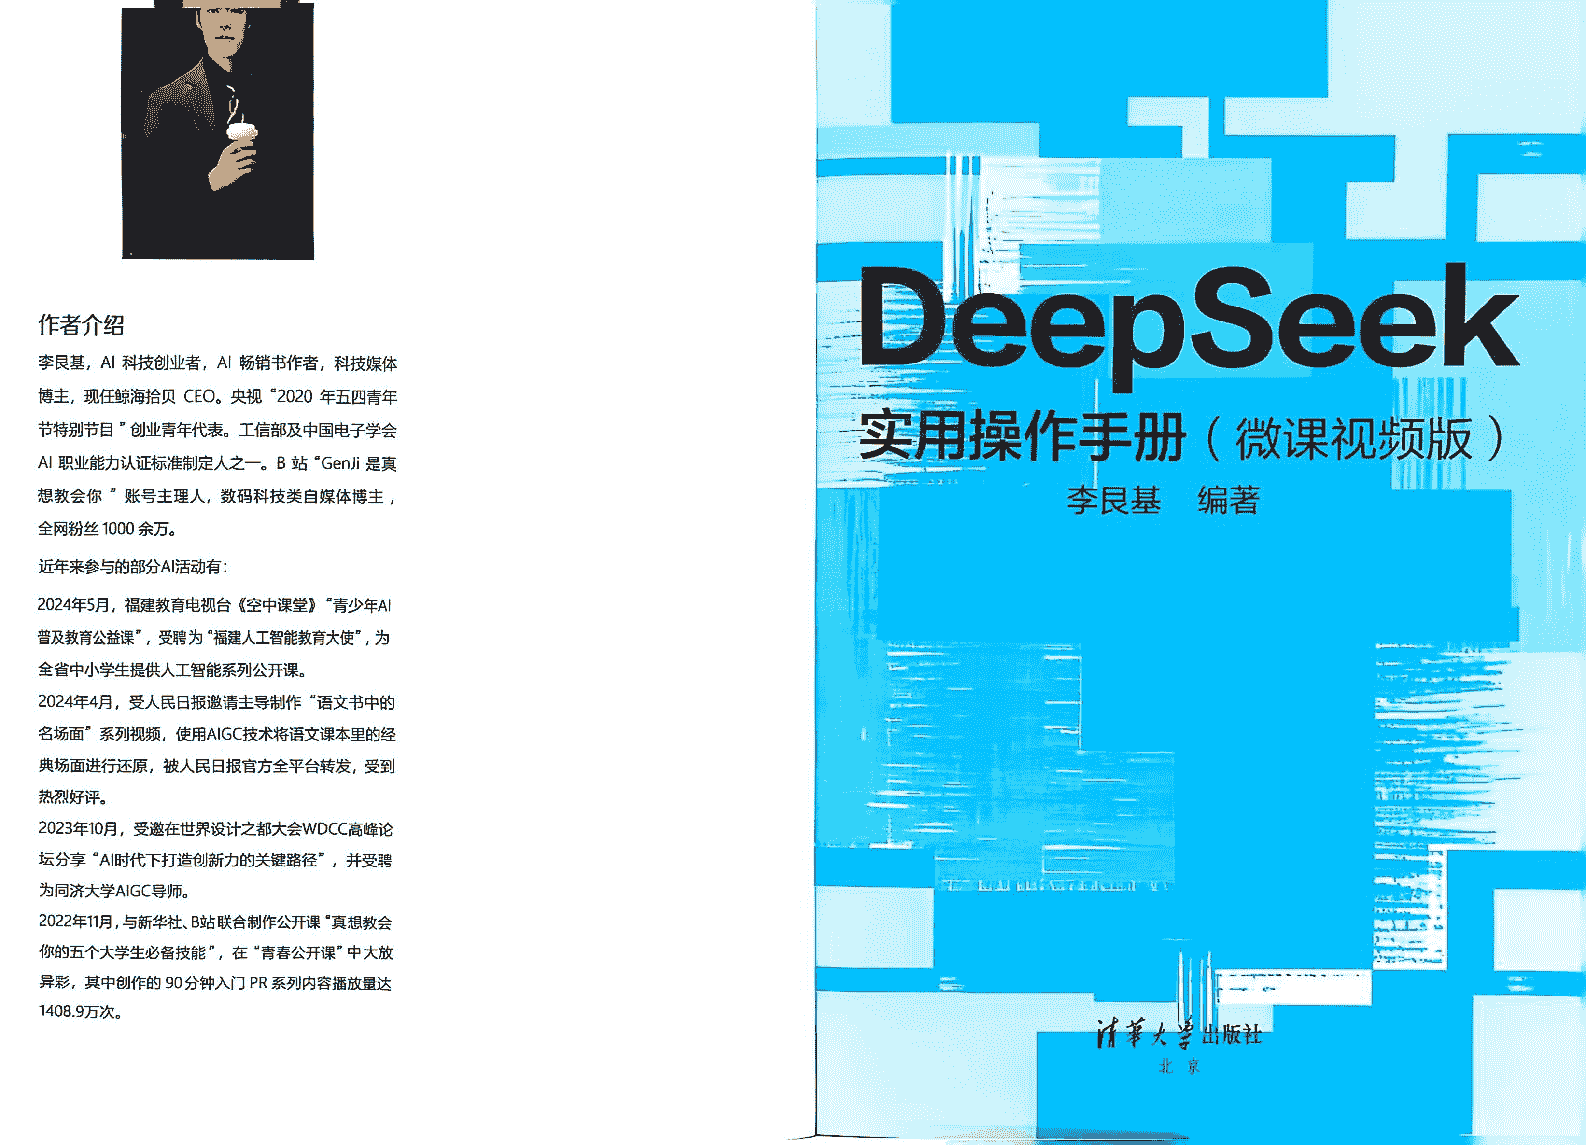 作者介绍
李艮基，AI 科技创业者，AI 畅销书作者，科技媒体
博主，现任鲸海拾贝 CEO。央视“2020 年五四青年
节特别节目”创业青年代表。工信部及中国电子学会
AI 职业能力认证标准制定人之一。B 站“GenJi 是真
想教会你”账号主理人，数码科技类自媒体博主，
全网粉丝 1000 余万。
近年来参与的部分AI活动有：
2024年5月，福建教育电视台《空中课堂》“青少年AI
普及教育公益课”，受聘为“福建人工智能教育大使”，为
全省中小学生提供人工智能系列公开课。
2024年4月，受人民日报邀请主导制作“语文书中的
名场面”系列视频，使用AIGC技术将语文课本里的经
典场面进行还原，被人民日报官方全平台转发，受到
热烈好评。
2023年10月，受邀在世界设计之都大会WDCC高峰论
坛分享“AI时代下打造创新力的关键路径”，并受聘
为同济大学AIGC导师。
2022年11月，与新华社、B站联合制作公开课“真想教会
你的五个大学生必备技能”，在“青春公开课”中大放
异彩，其中创作的 90分钟入门 PR 系列内容播放量达
1408.9万次。
DeepSeek
实用操作手册（微课视频版）
李艮基 编著
清华大学出版社
北京